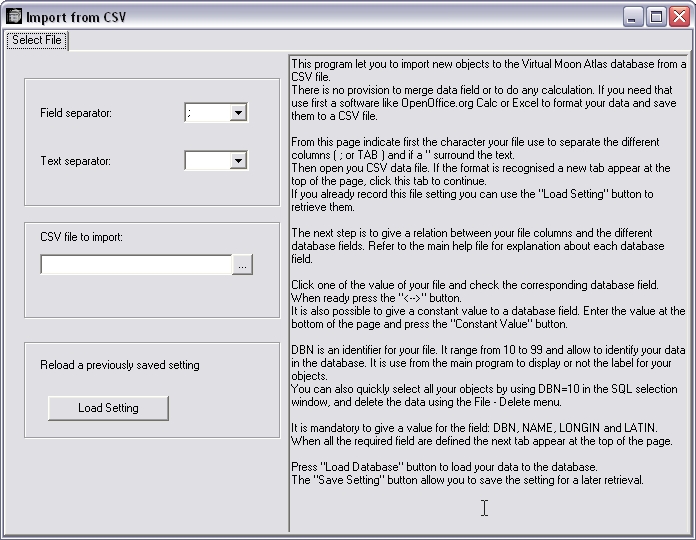 Import from CSV
Select File
Field separator:
;
Text separator:
CSV file to import:
...
Reload a previously saved setting
Load Setting
This program let you to import new objects to the Virtual Moon Atlas database from a
CSV file.
There is no provision to merge data field or to do any calculation. If you need that
use first a software like OpenOffice.org Calc or Excel to format your data and save
them to a CSV file.
From this page indicate first the character your file use to separate the different
columns ( ; or TAB ) and if a " surround the text.
Then open you CSV data file. If the format is recognised a new tab appear at the
top of the page, click this tab to continue.
If you already record this file setting you can use the "Load Setting" button to
retrieve them.
The next step is to give a relation between your file columns and the different
database fields. Refer to the main help file for explanation about each database
field.
Click one of the value of your file and check the corresponding database field.
When ready press the "<-->" button.
It is also possible to give a constant value to a database field. Enter the value at the
bottom of the page and press the "Constant Value" button.
DBN is an identifier for your file. It range from 10 to 99 and allow to identify your data
in the database. It is use from the main program to display or not the label for your
objects.
You can also quickly select all your objects by using DBN=10 in the SQL selection
window, and delete the data using the File - Delete menu.
It is mandatory to give a value for the field: DBN, NAME, LONGIN and LATIN.
When all the required field are defined the next tab appear at the top of the page.
Press "Load Database" button to load your data to the database.
The "Save Setting" button allow you to save the setting for a later retrieval.